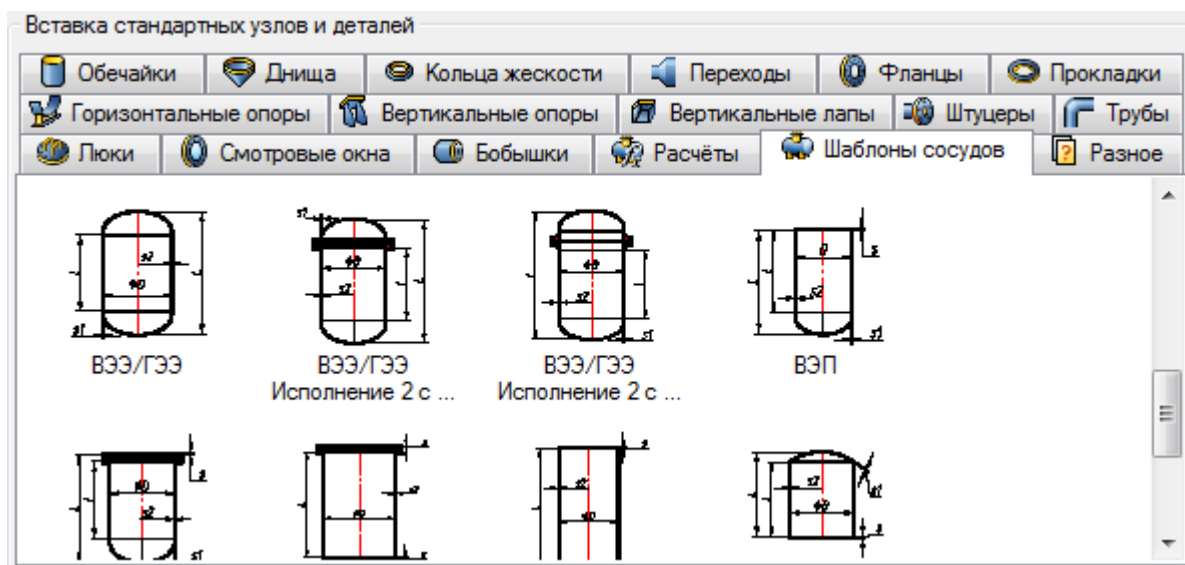 Вставка стандартных узлов и деталей
Обечайки Днища Кольца жескости Переходы Фланцы Прокладки
Горизонтальные опоры Вертикальные опоры Вертикальные лапы Штуцеры Трубы
Люки Смотровые окна Бобышки Расчёты Шаблоны сосудов Разное
ВЭЭ/ГЭЭ ВЭЭ/ГЭЭ ВЭЭ/ГЭЭ ВЭП
Исполнение 2 с ... Исполнение 2 с ...